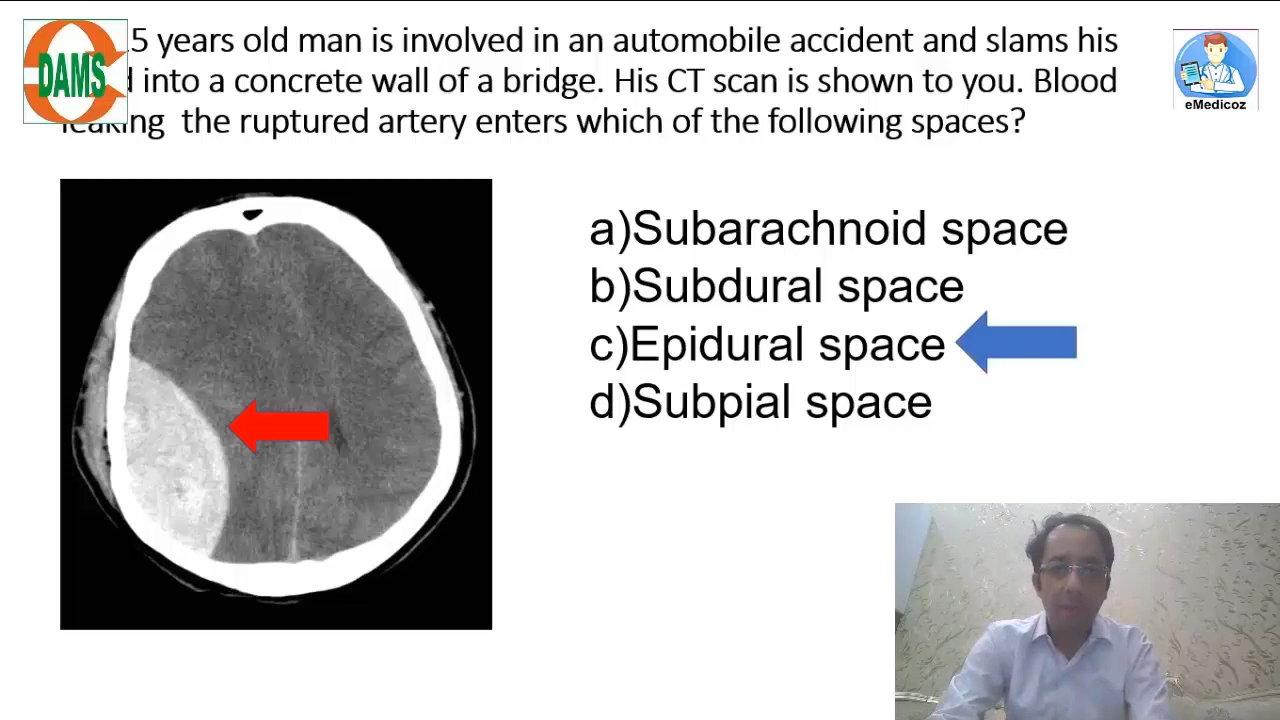 DAMS
15 years old man is involved in an automobile accident and slams his
into a concrete wall of a bridge. His CT scan is shown to you. Blood
leaking the ruptured artery enters which of the following spaces?
eMedicoz
a)Subarachnoid space
b)Subdural space
c)Epidural space
d)Subpial space